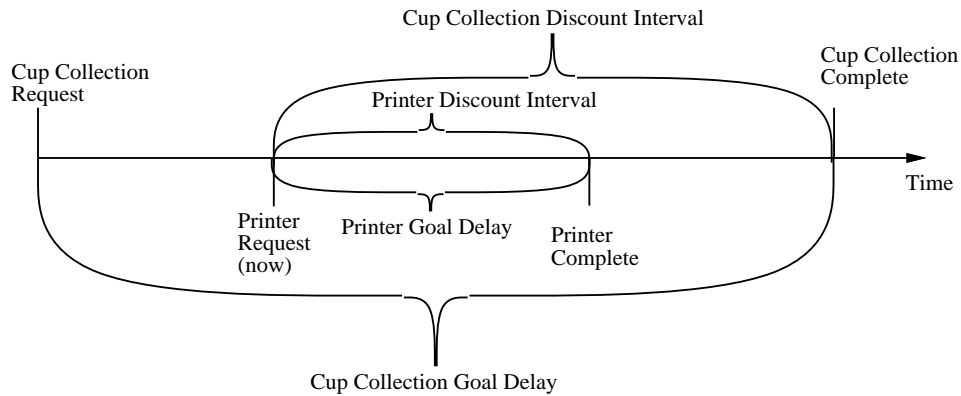 Cup Collection Discount Interval
Cup Collection
Request
Cup Collection
Complete
Printer Discount Interval
Time
Printer
Request
(now)
Printer Goal Delay
Printer
Complete
Cup Collection Goal Delay